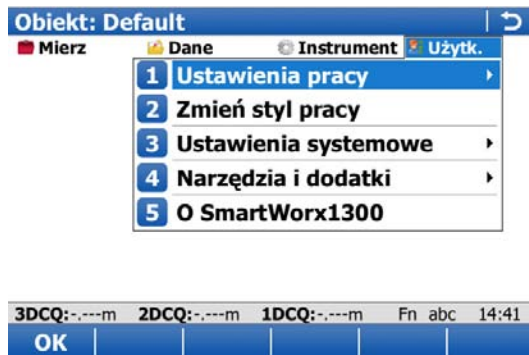 Obiekt: Default
Mierz Dane Instrument Użytk.
1 Ustawienia pracy
2 Zmień styl pracy
3 Ustawienia systemowe
4 Narzędzia i dodatki
5 O SmartWorx1300
3DCQ:-.---m 2DCQ:-.---m 1DCQ:-.---m Fn abc 14:41
OK